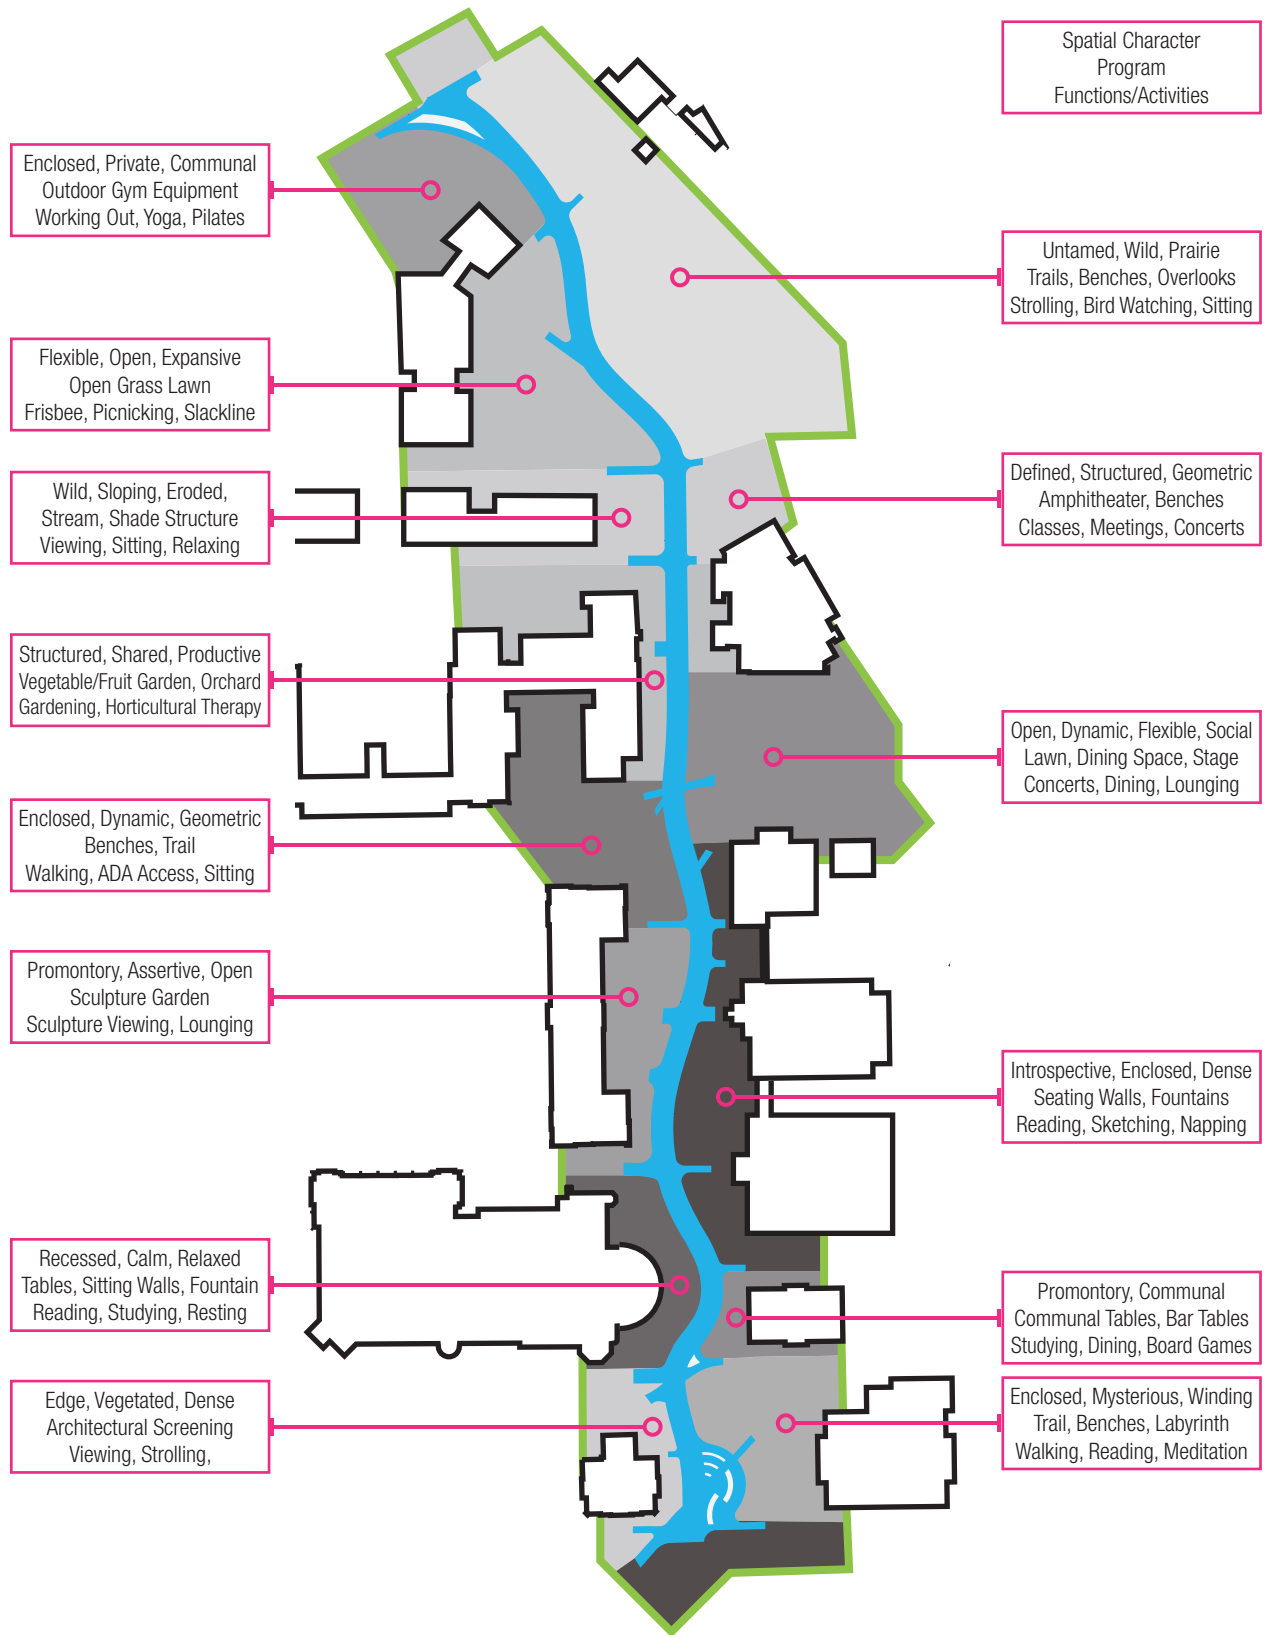 Spatial Character
Program
Functions/Activities
Enclosed, Private, Communal
Outdoor Gym Equipment
Working Out, Yoga, Pilates
Untamed, Wild, Prairie
Trails, Benches, Overlooks
Strolling, Bird Watching, Sitting
Flexible, Open, Expansive
Open Grass Lawn
Frisbee, Picnicking, Slackline
Defined, Structured, Geometric
Amphitheater, Benches
Classes, Meetings, Concerts
Wild, Sloping, Eroded,
Stream, Shade Structure
Viewing, Sitting, Relaxing
Structured, Shared, Productive
Vegetable/Fruit Garden, Orchard
Gardening, Horticultural Therapy
Open, Dynamic, Flexible, Social
Lawn, Dining Space, Stage
Concerts, Dining, Lounging
Enclosed, Dynamic, Geometric
Benches, Trail
Walking, ADA Access, Sitting
Promontory, Assertive, Open
Sculpture Garden
Sculpture Viewing, Lounging
Introspective, Enclosed, Dense
Seating Walls, Fountains
Reading, Sketching, Napping
Recessed, Calm, Relaxed
Tables, Sitting Walls, Fountain
Reading, Studying, Resting
Promontory, Communal
Communal Tables, Bar Tables
Studying, Dining, Board Games
Edge, Vegetated, Dense
Architectural Screening
Viewing, Strolling,
Enclosed, Mysterious, Winding
Trail, Benches, Labyrinth
Walking, Reading, Meditation